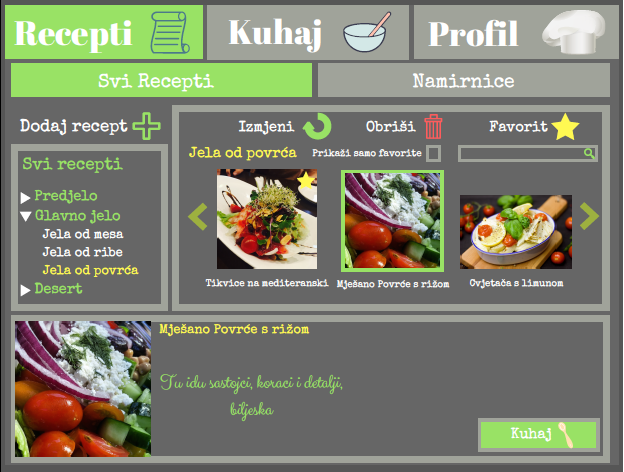 Recepti
Kuhaj
Profil
Svi Recepti
Namirnice
Dodaj recept
Izmjeni
Obriši
Favorit
Svi recepti
Predjelo
Glavno jelo
Jela od mesa
Jela od ribe
Jela od povrća
Desert
Jela od povrća
Prikaži samo favorite
Tikvice na mediteranski
Mješano Povrće s rižom
Cvjetača s limunom
Mješano Povrće s rižom
Tu idu sastojci, koraci i detalji,
biljeska
Kuhaj